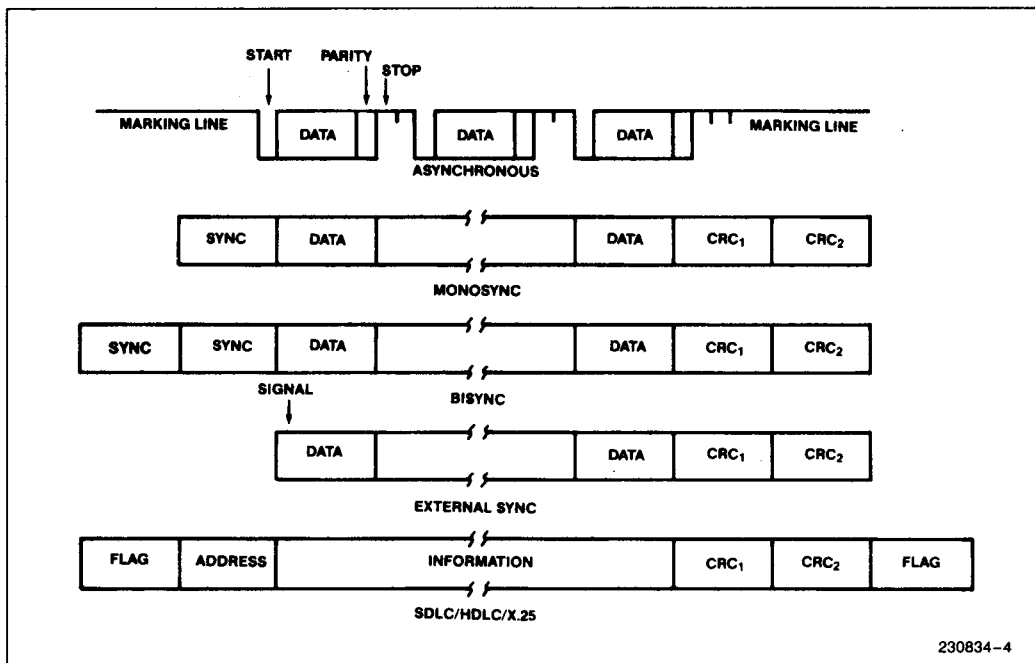 START PARITY
STOP
MARKING LINE DATA DATA DATA MARKING LINE
ASYNCHRONOUS
SYNC DATA DATA CRC₁ CRC₂
MONOSYNC
SYNC SYNC DATA DATA CRC₁ CRC₂
BISYNC
SIGNAL
DATA DATA CRC₁ CRC₂
EXTERNAL SYNC
FLAG ADDRESS INFORMATION CRC₁ CRC₂ FLAG
SDLC/HDLC/X.25
230834-4